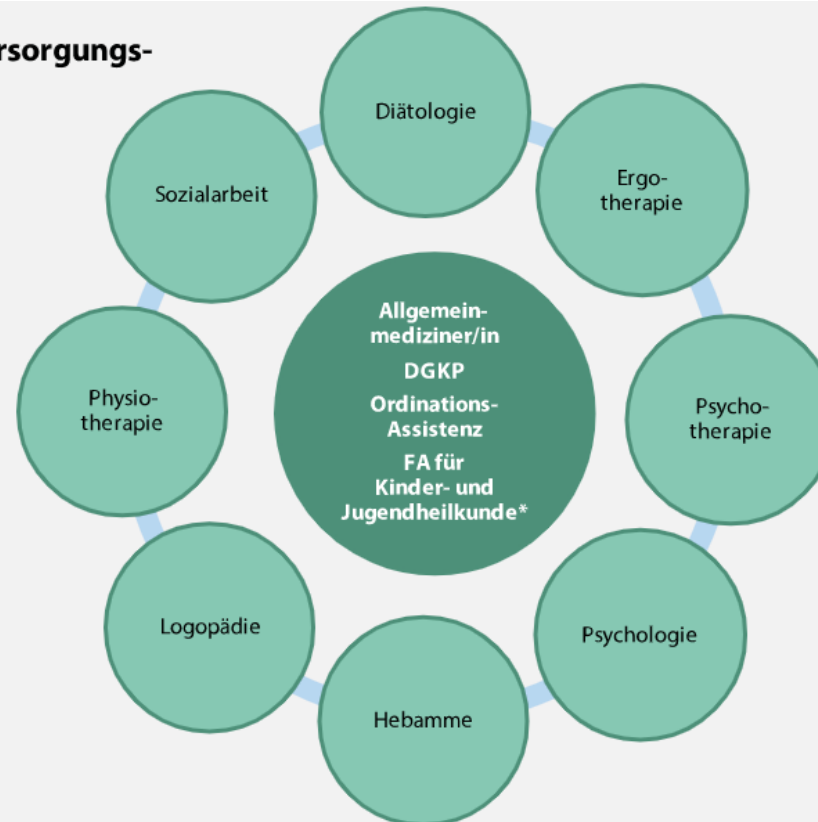 rsorgungs-
Diätologie
Sozialarbeit
Ergo-
therapie
Allgemein-
mediziner/in
DGKP
Ordinations-
Assistenz
FA für
Kinder- und
Jugendheilkunde*
Physio-
therapie
Psycho-
therapie
Logopädie
Psychologie
Hebamme